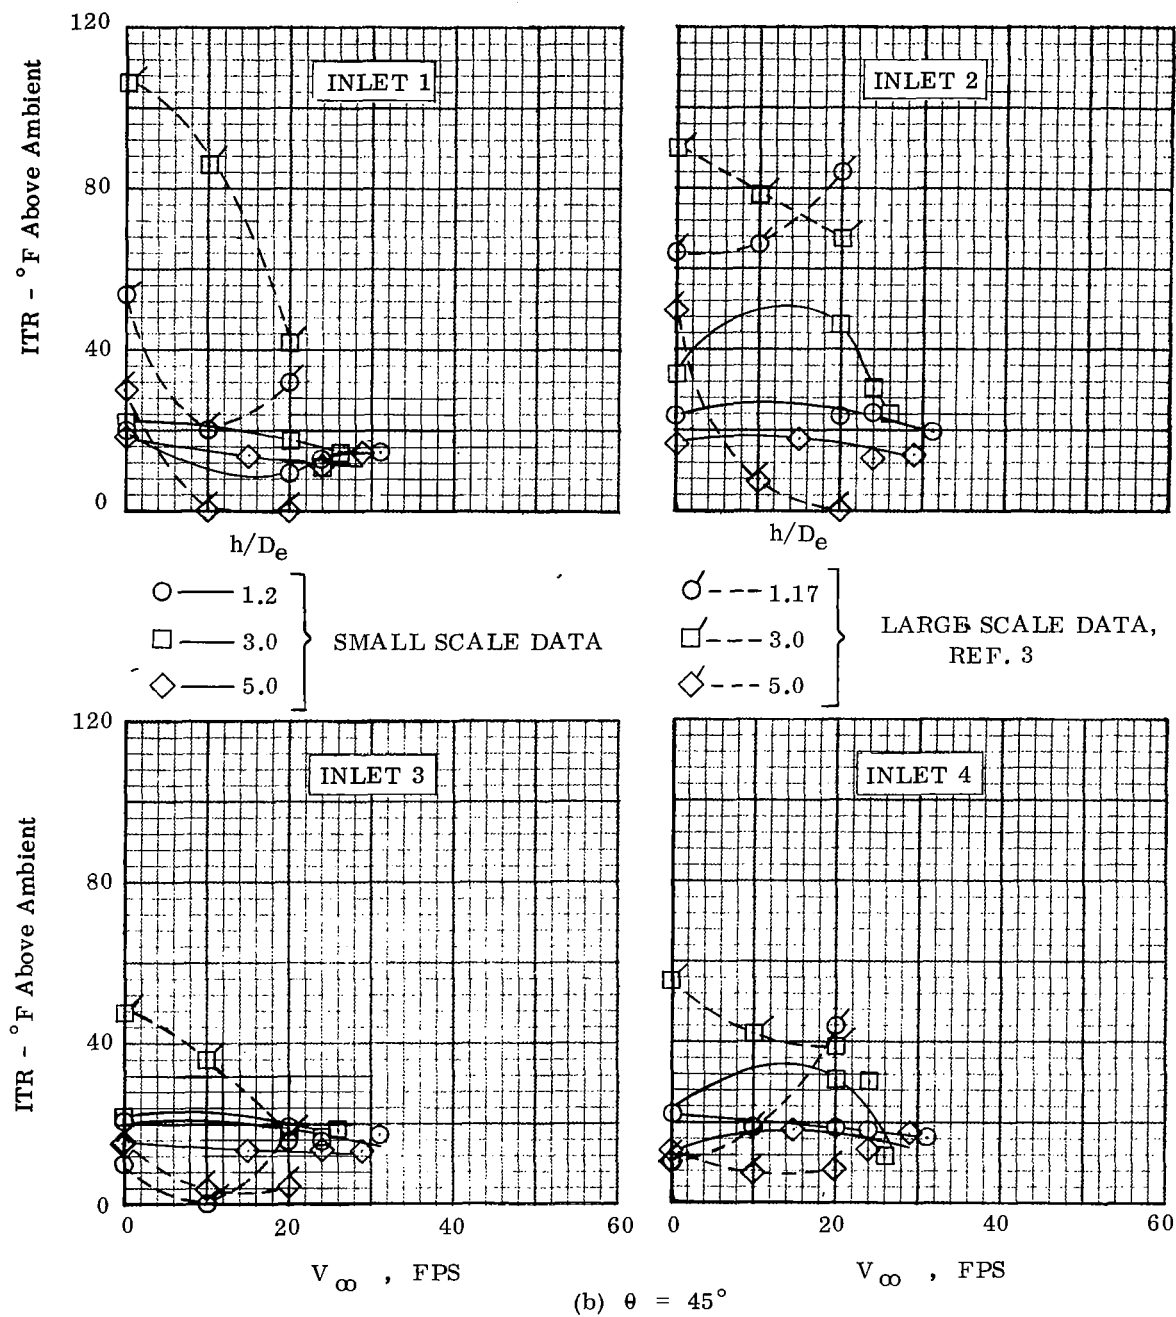 120
80
40
0
ITR - °F Above Ambient
INLET 1
INLET 2
h/De
h/De
1.2
3.0
5.0
SMALL SCALE DATA
1.17
3.0
5.0
LARGE SCALE DATA,
REF. 3
120
80
40
0
ITR - °F Above Ambient
INLET 3
INLET 4
0 20 40 60
0 20 40 60
V∞ , FPS
V∞ , FPS
(b) θ = 45°